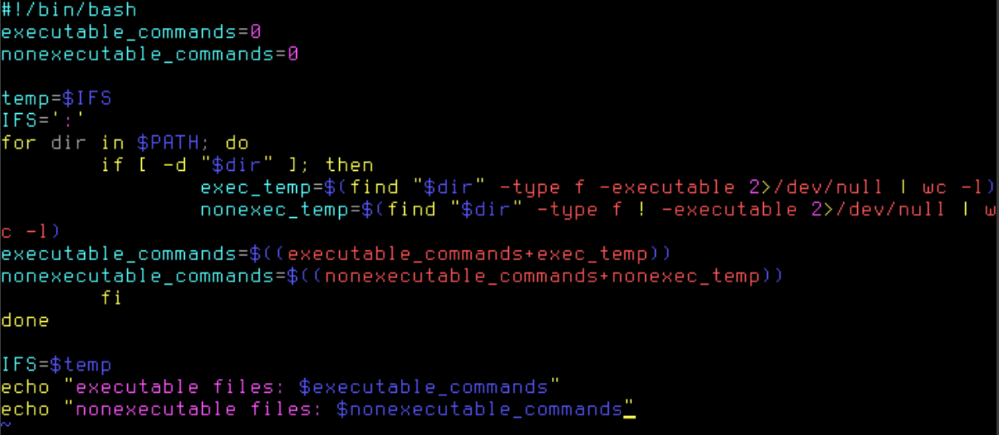 #!/bin/bash
executable_commands=0
nonexecutable_commands=0
temp=$IFS
IFS=':'
for dir in $PATH; do
if [ -d "$dir" ]; then
exec_temp=$(find "$dir" -type f -executable 2>/dev/null | wc -l)
nonexec_temp=$(find "$dir" -type f ! -executable 2>/dev/null | w
c -l)
executable_commands=$((executable_commands+exec_temp))
nonexecutable_commands=$((nonexecutable_commands+nonexec_temp))
fi
done
IFS=$temp
echo "executable files: $executable_commands"
echo "nonexecutable files: $nonexecutable_commands"
~